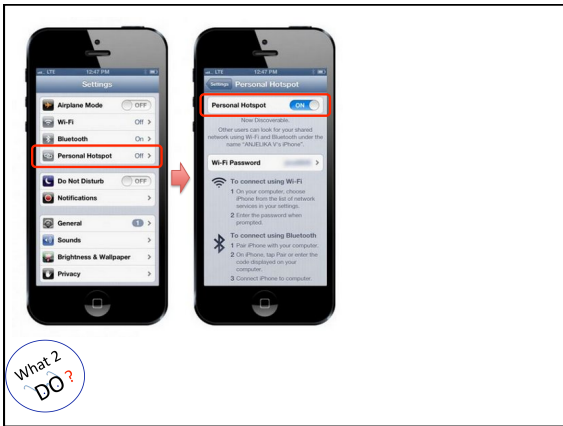 LTE 12:47 PM
Settings
Airplane Mode OFF
Wi-Fi Off >
Bluetooth On >
Personal Hotspot Off >
Do Not Disturb OFF
Notifications >
General 1 >
Sounds >
Brightness & Wallpaper >
Privacy >
LTE 12:47 PM
Settings Personal Hotspot
Personal Hotspot ON
Now Discoverable.
Other users can look for your shared
network using Wi-Fi and Bluetooth under the
name "ANJELIKA V's iPhone".
Wi-Fi Password >
To connect using Wi-Fi
1 On your computer, choose
iPhone from the list of network
services in your settings.
2 Enter the password when
prompted.
To connect using Bluetooth
1 Pair iPhone with your computer.
2 On iPhone, tap Pair or enter the
code displayed on your
computer.
3 Connect iPhone to computer.
What 2
DO ?